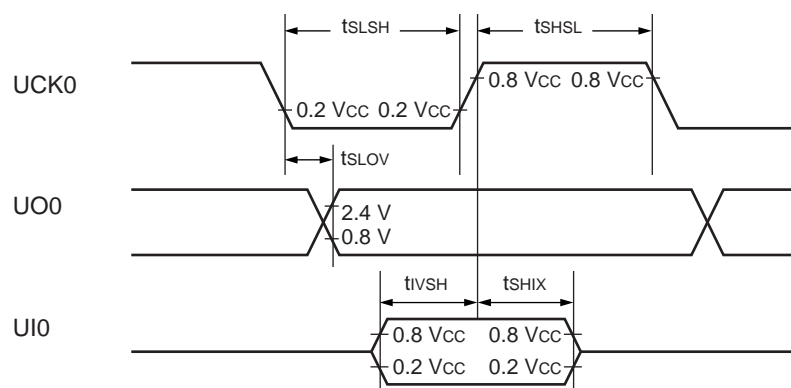 tSLSH tSHSL
UCK0
0.8 VCC 0.8 VCC
0.2 VCC 0.2 VCC
tSLOV
UO0
2.4 V
0.8 V
tIVSH tSHIX
UI0
0.8 VCC 0.8 VCC
0.2 VCC 0.2 VCC